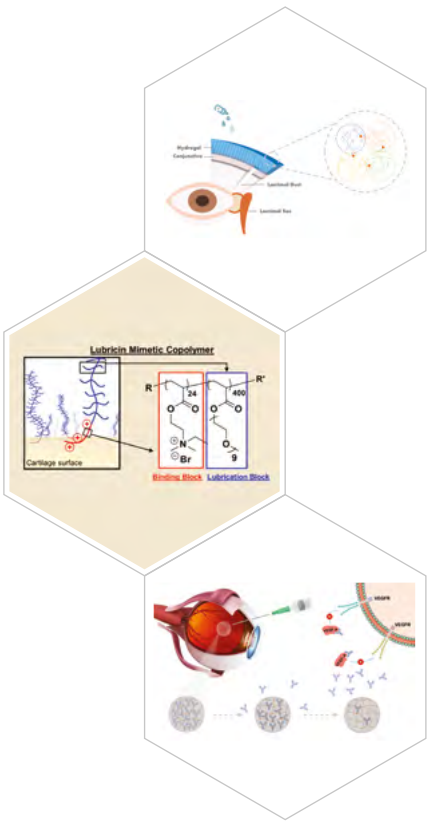 Hydrogel
Conjunctiva
Lacrimal Duct
Lacrimal Sac
Lubricin Mimetic Copolymer
R
24
400
R'
O
O
O
O
N
Br
O
9
Cartilage surface
Binding Block
Lubrication Block
VEGFR
VEGFR